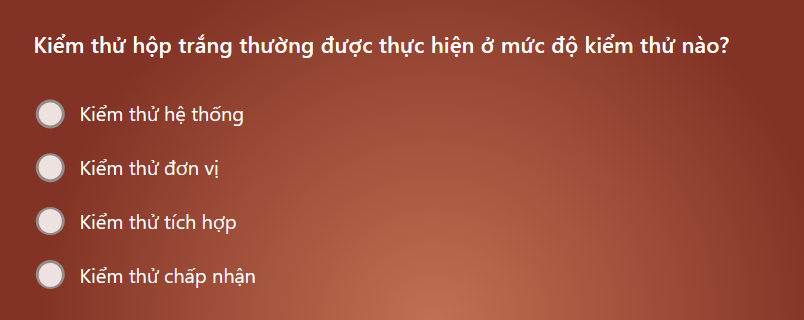 Kiểm thử hộp trắng thường được thực hiện ở mức độ kiểm thử nào?
Kiểm thử hệ thống
Kiểm thử đơn vị
Kiểm thử tích hợp
Kiểm thử chấp nhận